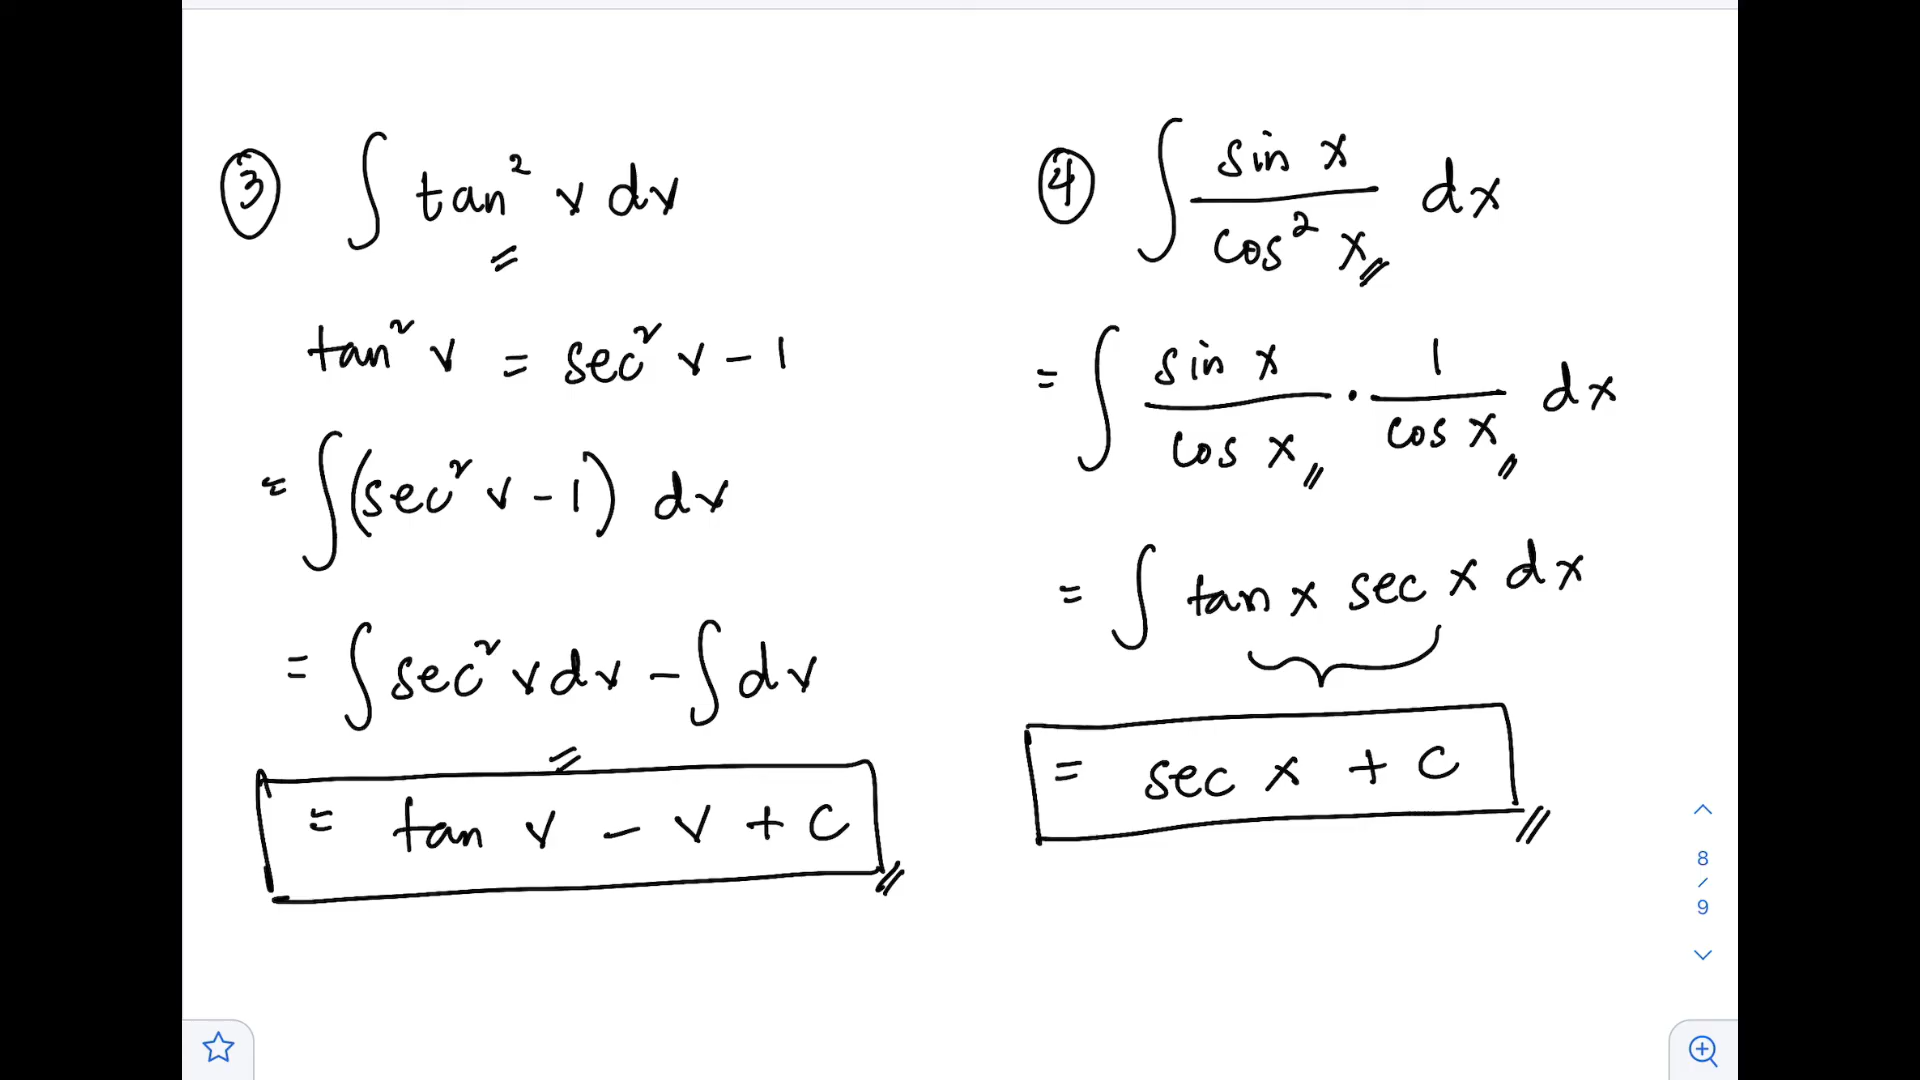 ③ ∫ tan² v dv
tan² v = sec² v - 1
= ∫(sec² v - 1) dv
= ∫ sec² v dv - ∫ dv
= tan v - v + C
④ ∫ sin x / cos² x dx
= ∫ sin x / cos x · 1 / cos x dx
= ∫ tan x sec x dx
= sec x + C
8
/
9